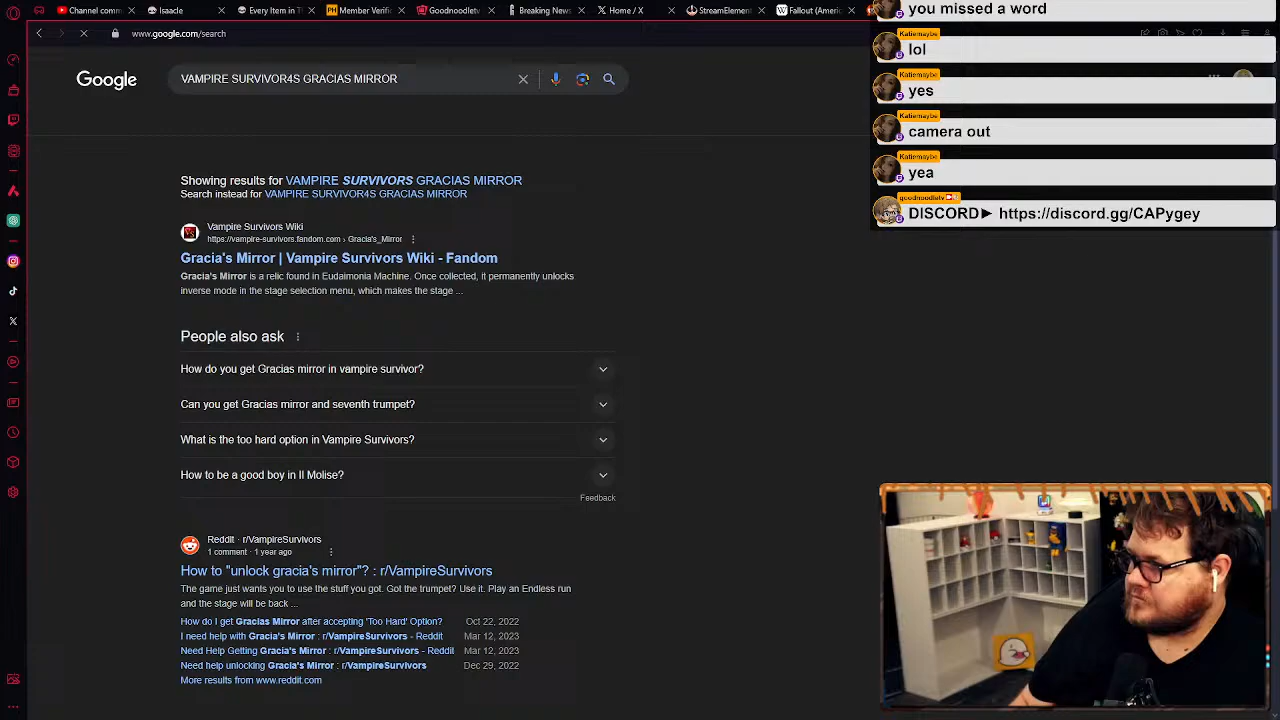 Channel comm
Isaacle
Every Item in T
Member Verific
Goodnoodletv
Breaking News
Home / X
StreamElement
Fallout (Americ
www.google.com/search
Google
VAMPIRE SURVIVOR4S GRACIAS MIRROR
Showing results for VAMPIRE SURVIVORS GRACIAS MIRROR
Search instead for VAMPIRE SURVIVOR4S GRACIAS MIRROR
Vampire Survivors Wiki
https://vampire-survivors.fandom.com › Gracia's_Mirror
Gracia's Mirror | Vampire Survivors Wiki - Fandom
Gracia's Mirror is a relic found in Eudaimonia Machine. Once collected, it permanently unlocks
inverse mode in the stage selection menu, which makes the stage ...
People also ask
How do you get Gracias mirror in vampire survivor?
Can you get Gracias mirror and seventh trumpet?
What is the too hard option in Vampire Survivors?
How to be a good boy in Il Molise?
Feedback
Reddit · r/VampireSurvivors
1 comment · 1 year ago
How to "unlock gracia's mirror"? : r/VampireSurvivors
The game just wants you to use the stuff you got. Got the trumpet? Use it. Play an Endless run
and the stage will be back ...
How do I get Gracias Mirror after accepting 'Too Hard' Option? Oct 22, 2022
I need help with Gracias Mirror : r/VampireSurvivors - Reddit Mar 12, 2023
Need Help Getting Gracias Mirror : r/VampireSurvivors - Reddit Mar 12, 2023
Need help unlocking Gracia's Mirror : r/VampireSurvivors Dec 29, 2022
More results from www.reddit.com
you missed a word
Katiemaybe
lol
Katiemaybe
yes
Katiemaybe
camera out
Katiemaybe
yea
goodnoodletv
DISCORD► https://discord.gg/CAPygey